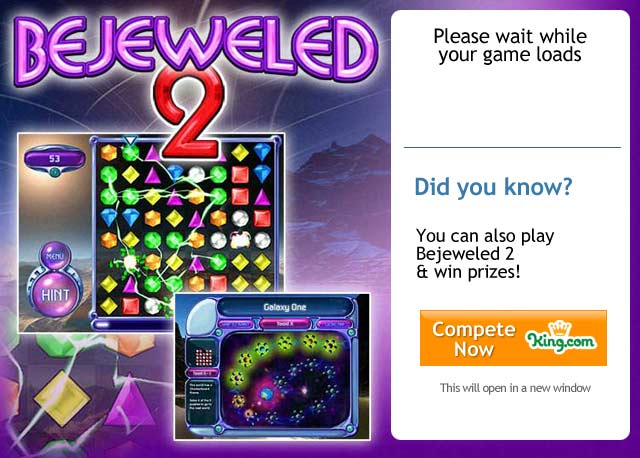 BEJEWELED
2
53
MENU
HINT
Galaxy One
Please wait while
your game loads
Did you know?
You can also play
Bejeweled 2
& win prizes!
Compete
Now
King.com
This will open in a new window